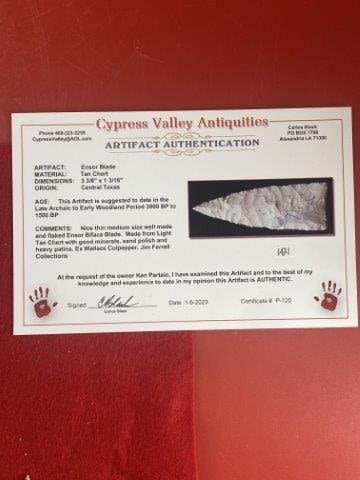 Cypress Valley Antiquities
Phone 460-323-3255
CypressValley@AOL.com
Carlos Black
PO BOX 1798
Alexandria LA 71306
ARTIFACT AUTHENTICATION
ARTIFACT: Ensor Blade
MATERIAL: Tan Chert
DIMENSIONS: 3 3/8" x 1 3/16"
ORIGIN: Central Texas
AGE: This Artifact is suggested to date in the
Late Archaic to Early Woodland Period 3000 BP to
1500 BP
COMMENTS: Nice thin medium size well made
and flaked Ensor Biface Blade. Made from Light
Tan Chert with good minerals, sand polish and
heavy patina. Ex Wallace Culpepper, Jim Ferrell
Collections
At the request of the owner Ken Partain, I have examined this Artifact and to the best of my
knowledge and experience to date in my opinion this Artifact is AUTHENTIC.
Signed
Date 1-6-2023
Certificate # P-120
Carlos Black